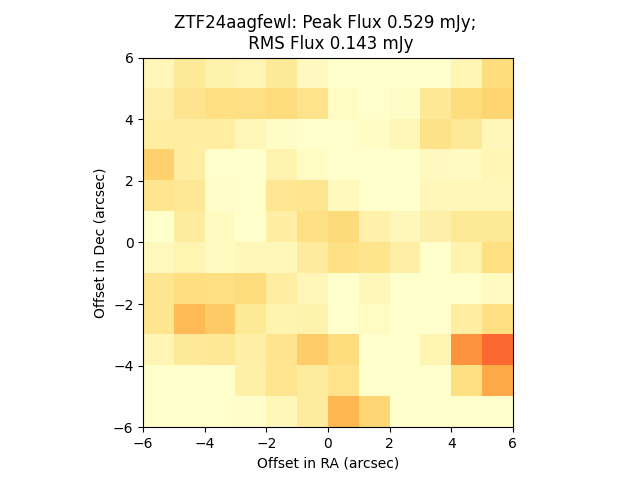 ZTF24aagfewl: Peak Flux 0.529 mJy;
RMS Flux 0.143 mJy
6
4
2
0
−2
−4
−6
Offset in Dec (arcsec)
−6 −4 −2 0 2 4 6
Offset in RA (arcsec)